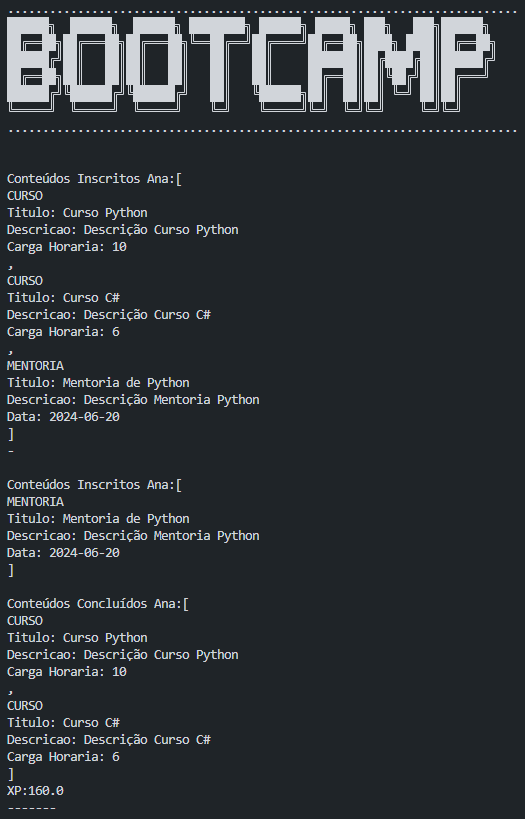 BOOTCAMP
Conteúdos Inscritos Ana:[
CURSO
Titulo: Curso Python
Descricao: Descrição Curso Python
Carga Horaria: 10
,
CURSO
Titulo: Curso C#
Descricao: Descrição Curso C#
Carga Horaria: 6
,
MENTORIA
Titulo: Mentoria de Python
Descricao: Descrição Mentoria Python
Data: 2024-06-20
]
-
Conteúdos Inscritos Ana:[
MENTORIA
Titulo: Mentoria de Python
Descricao: Descrição Mentoria Python
Data: 2024-06-20
]
Conteúdos Concluídos Ana:[
CURSO
Titulo: Curso Python
Descricao: Descrição Curso Python
Carga Horaria: 10
,
CURSO
Titulo: Curso C#
Descricao: Descrição Curso C#
Carga Horaria: 6
]
XP:160.0
-------